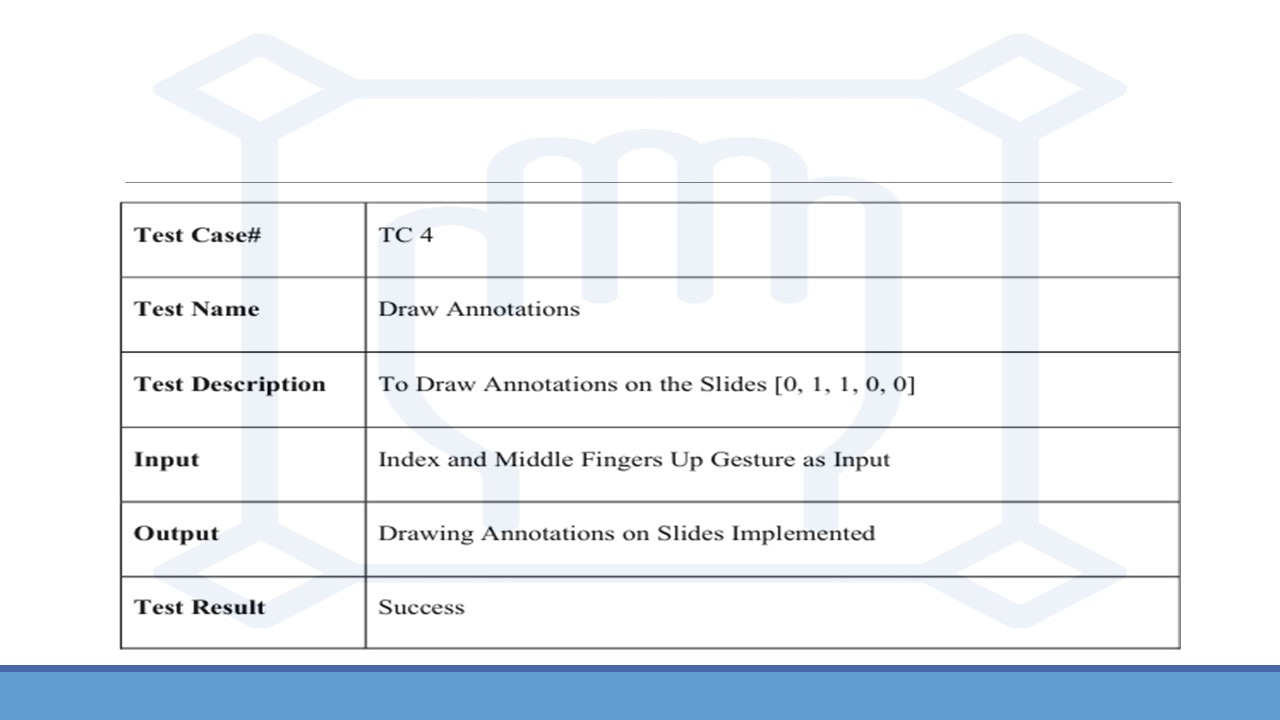 Test Case# TC 4
Test Name Draw Annotations
Test Description To Draw Annotations on the Slides [0, 1, 1, 0, 0]
Input Index and Middle Fingers Up Gesture as Input
Output Drawing Annotations on Slides Implemented
Test Result Success